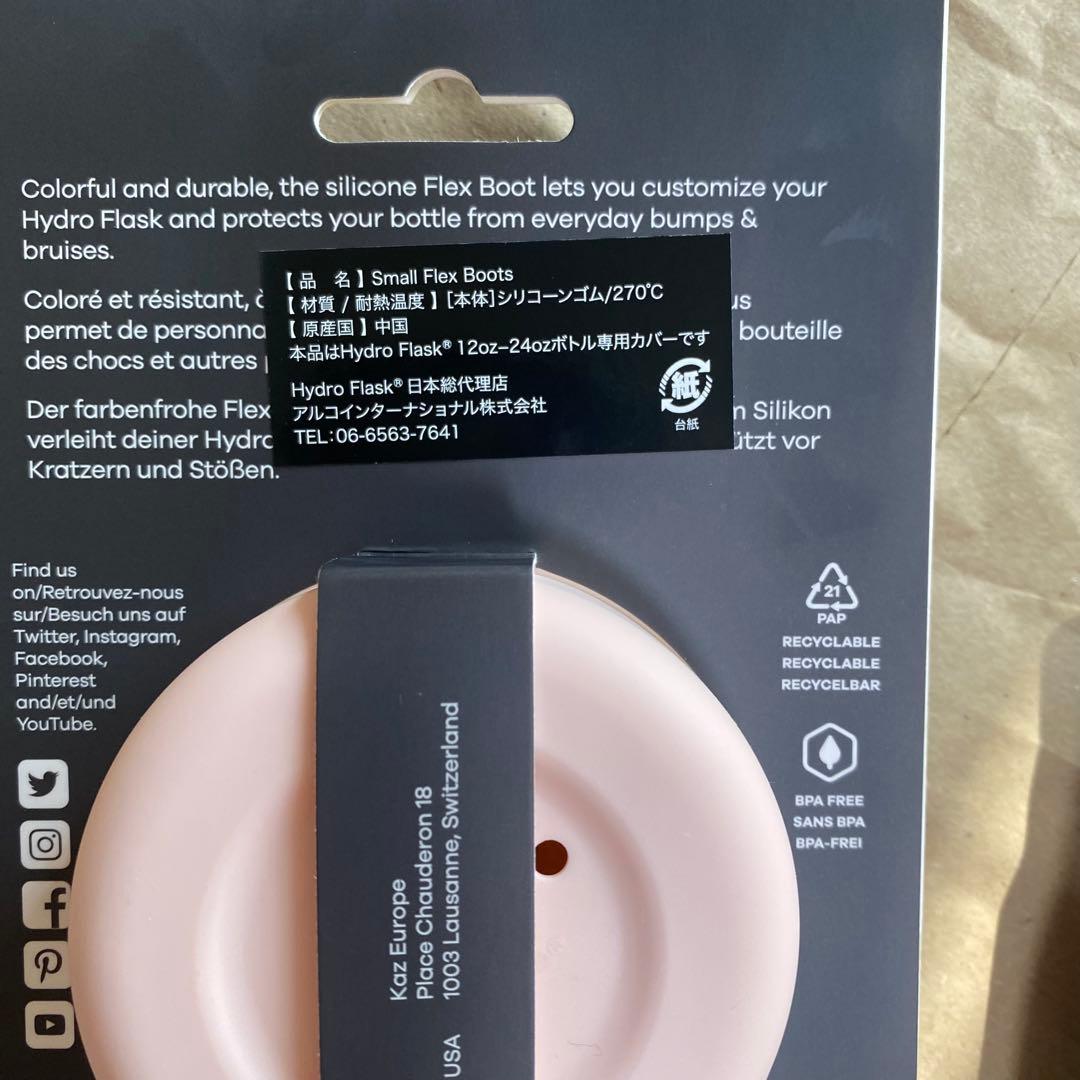 Colorful and durable, the silicone Flex Boot lets you customize your
Hydro Flask and protects your bottle from everyday bumps &
bruises.
【 品　名 】 Small Flex Boots
【 材質 / 耐熱温度 】 [本体]シリコーンゴム/270℃
【 原産国 】 中国
本品はHydro Flask® 12oz–24ozボトル専用カバーです
Hydro Flask® 日本総代理店
アルコインターナショナル株式会社
TEL:06-6563-7641
紙
台紙
Coloré et résistant,
permet de bouteille
des chocs et autres
Der farbenfrohe Flex Silikon
verleiht deiner vor
Kratzern und Stößen.
Find us
on/Retrouvez-nous
sur/Besuch uns auf
Twitter, Instagram,
Facebook,
Pinterest
and/et/und
YouTube.
21
PAP
RECYCLABLE
RECYCLABLE
RECYCELBAR
BPA FREE
SANS BPA
BPA-FREI
Kaz Europe
Place Chauderon 18
1003 Lausanne, Switzerland
USA